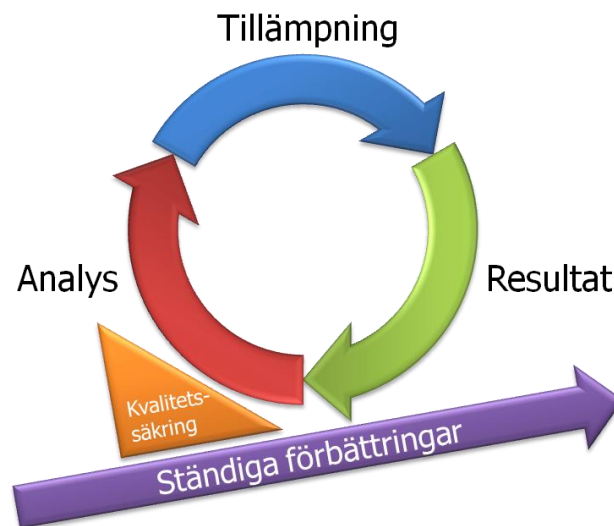 Tillämpning
Analys
Resultat
Kvalitets-
säkring
Ständiga förbättringar